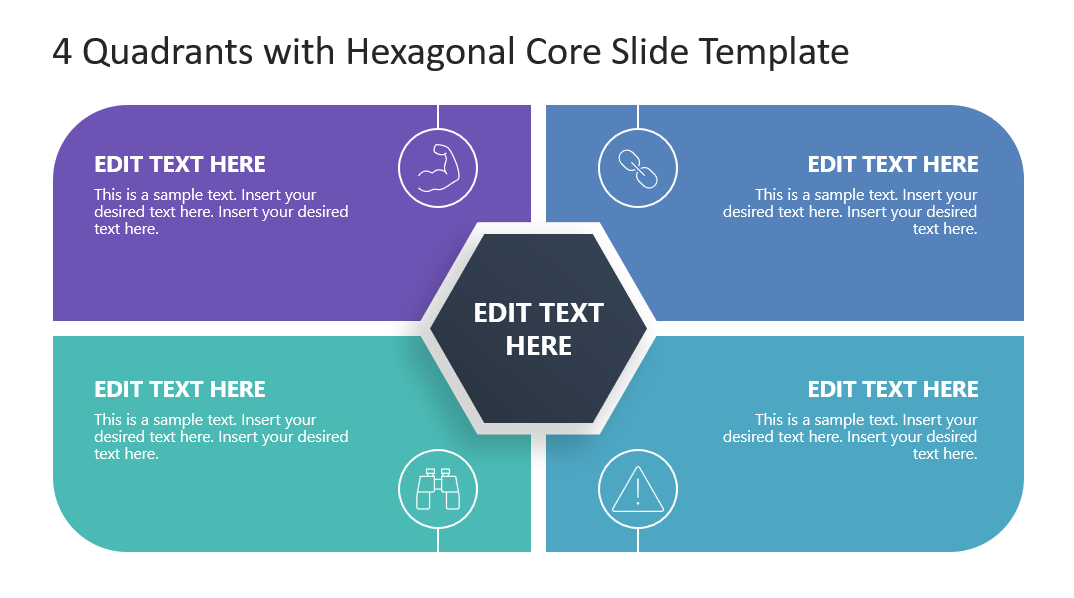 4 Quadrants with Hexagonal Core Slide Template
EDIT TEXT HERE
This is a sample text. Insert your
desired text here. Insert your desired
text here.
EDIT TEXT HERE
This is a sample text. Insert your
desired text here. Insert your desired
text here.
EDIT TEXT
HERE
EDIT TEXT HERE
This is a sample text. Insert your
desired text here. Insert your desired
text here.
EDIT TEXT HERE
This is a sample text. Insert your
desired text here. Insert your desired
text here.